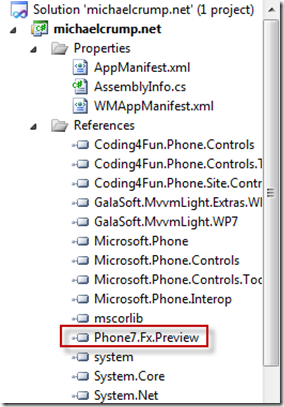 Solution 'michaelcrump.net' (1 project)
michaelcrump.net
Properties
AppManifest.xml
AssemblyInfo.cs
WMAppManifest.xml
References
Coding4Fun.Phone.Controls
Coding4Fun.Phone.Controls.T
Coding4Fun.Phone.Site.Contr
GalaSoft.MvvmLight.Extras.W
GalaSoft.MvvmLight.WP7
Microsoft.Phone
Microsoft.Phone.Controls
Microsoft.Phone.Controls.Too
Microsoft.Phone.Interop
mscorlib
Phone7.Fx.Preview
system
System.Core
System.Net